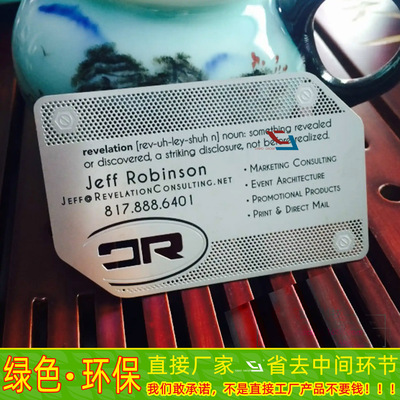 revelation [rev-uh-ley-shuh n] noun: something revealed
or discovered, a striking disclosure, not before realized.
Jeff Robinson
Jeff@RevelationConsulting.net
817.888.6401
• Marketing Consulting
• Event Architecture
• Promotional Products
• Print & Direct Mail
CR
绿色·环保
直接厂家 省去中间环节
我们敢承诺,不是直接工厂产品不要钱!!!